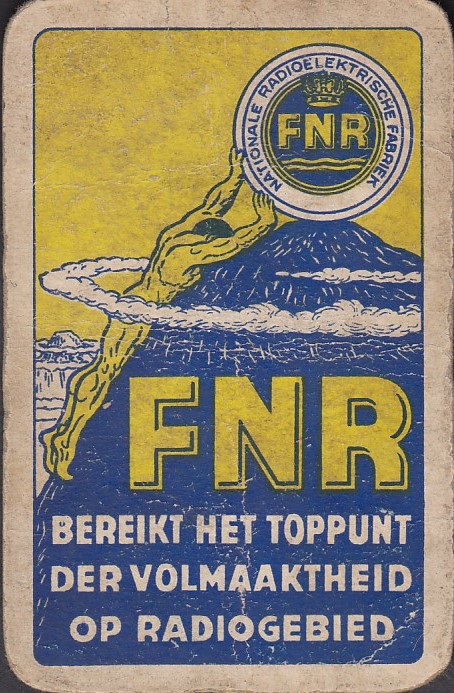 NATIONALE RADIOELEKTRISCHE FABRIEK
FNR
FNR
BEREIKT HET TOPPUNT
DER VOLMAAKTHEID
OP RADIOGEBIED